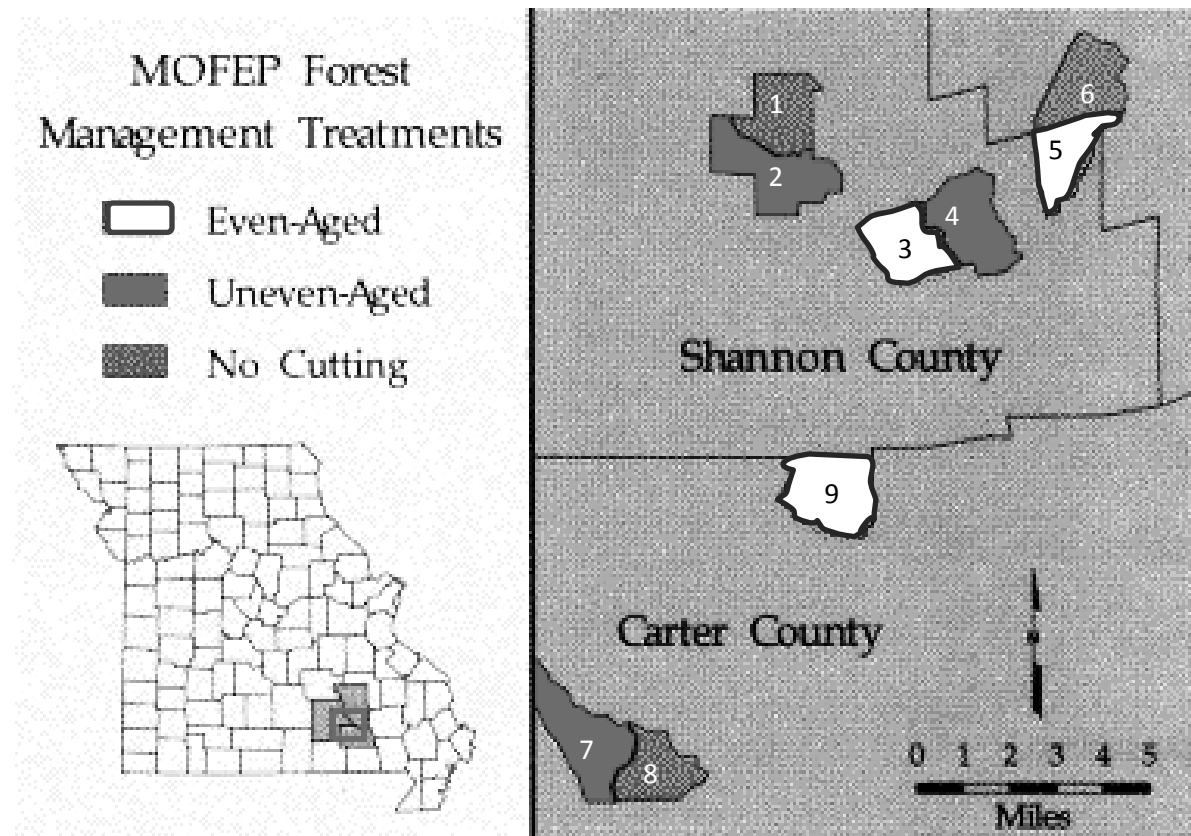 MOFEP Forest
Management Treatments
Even-Aged
Uneven-Aged
No Cutting
1
2
3
4
5
6
Shannon County
9
Carter County
7
8
0 1 2 3 4 5
Miles